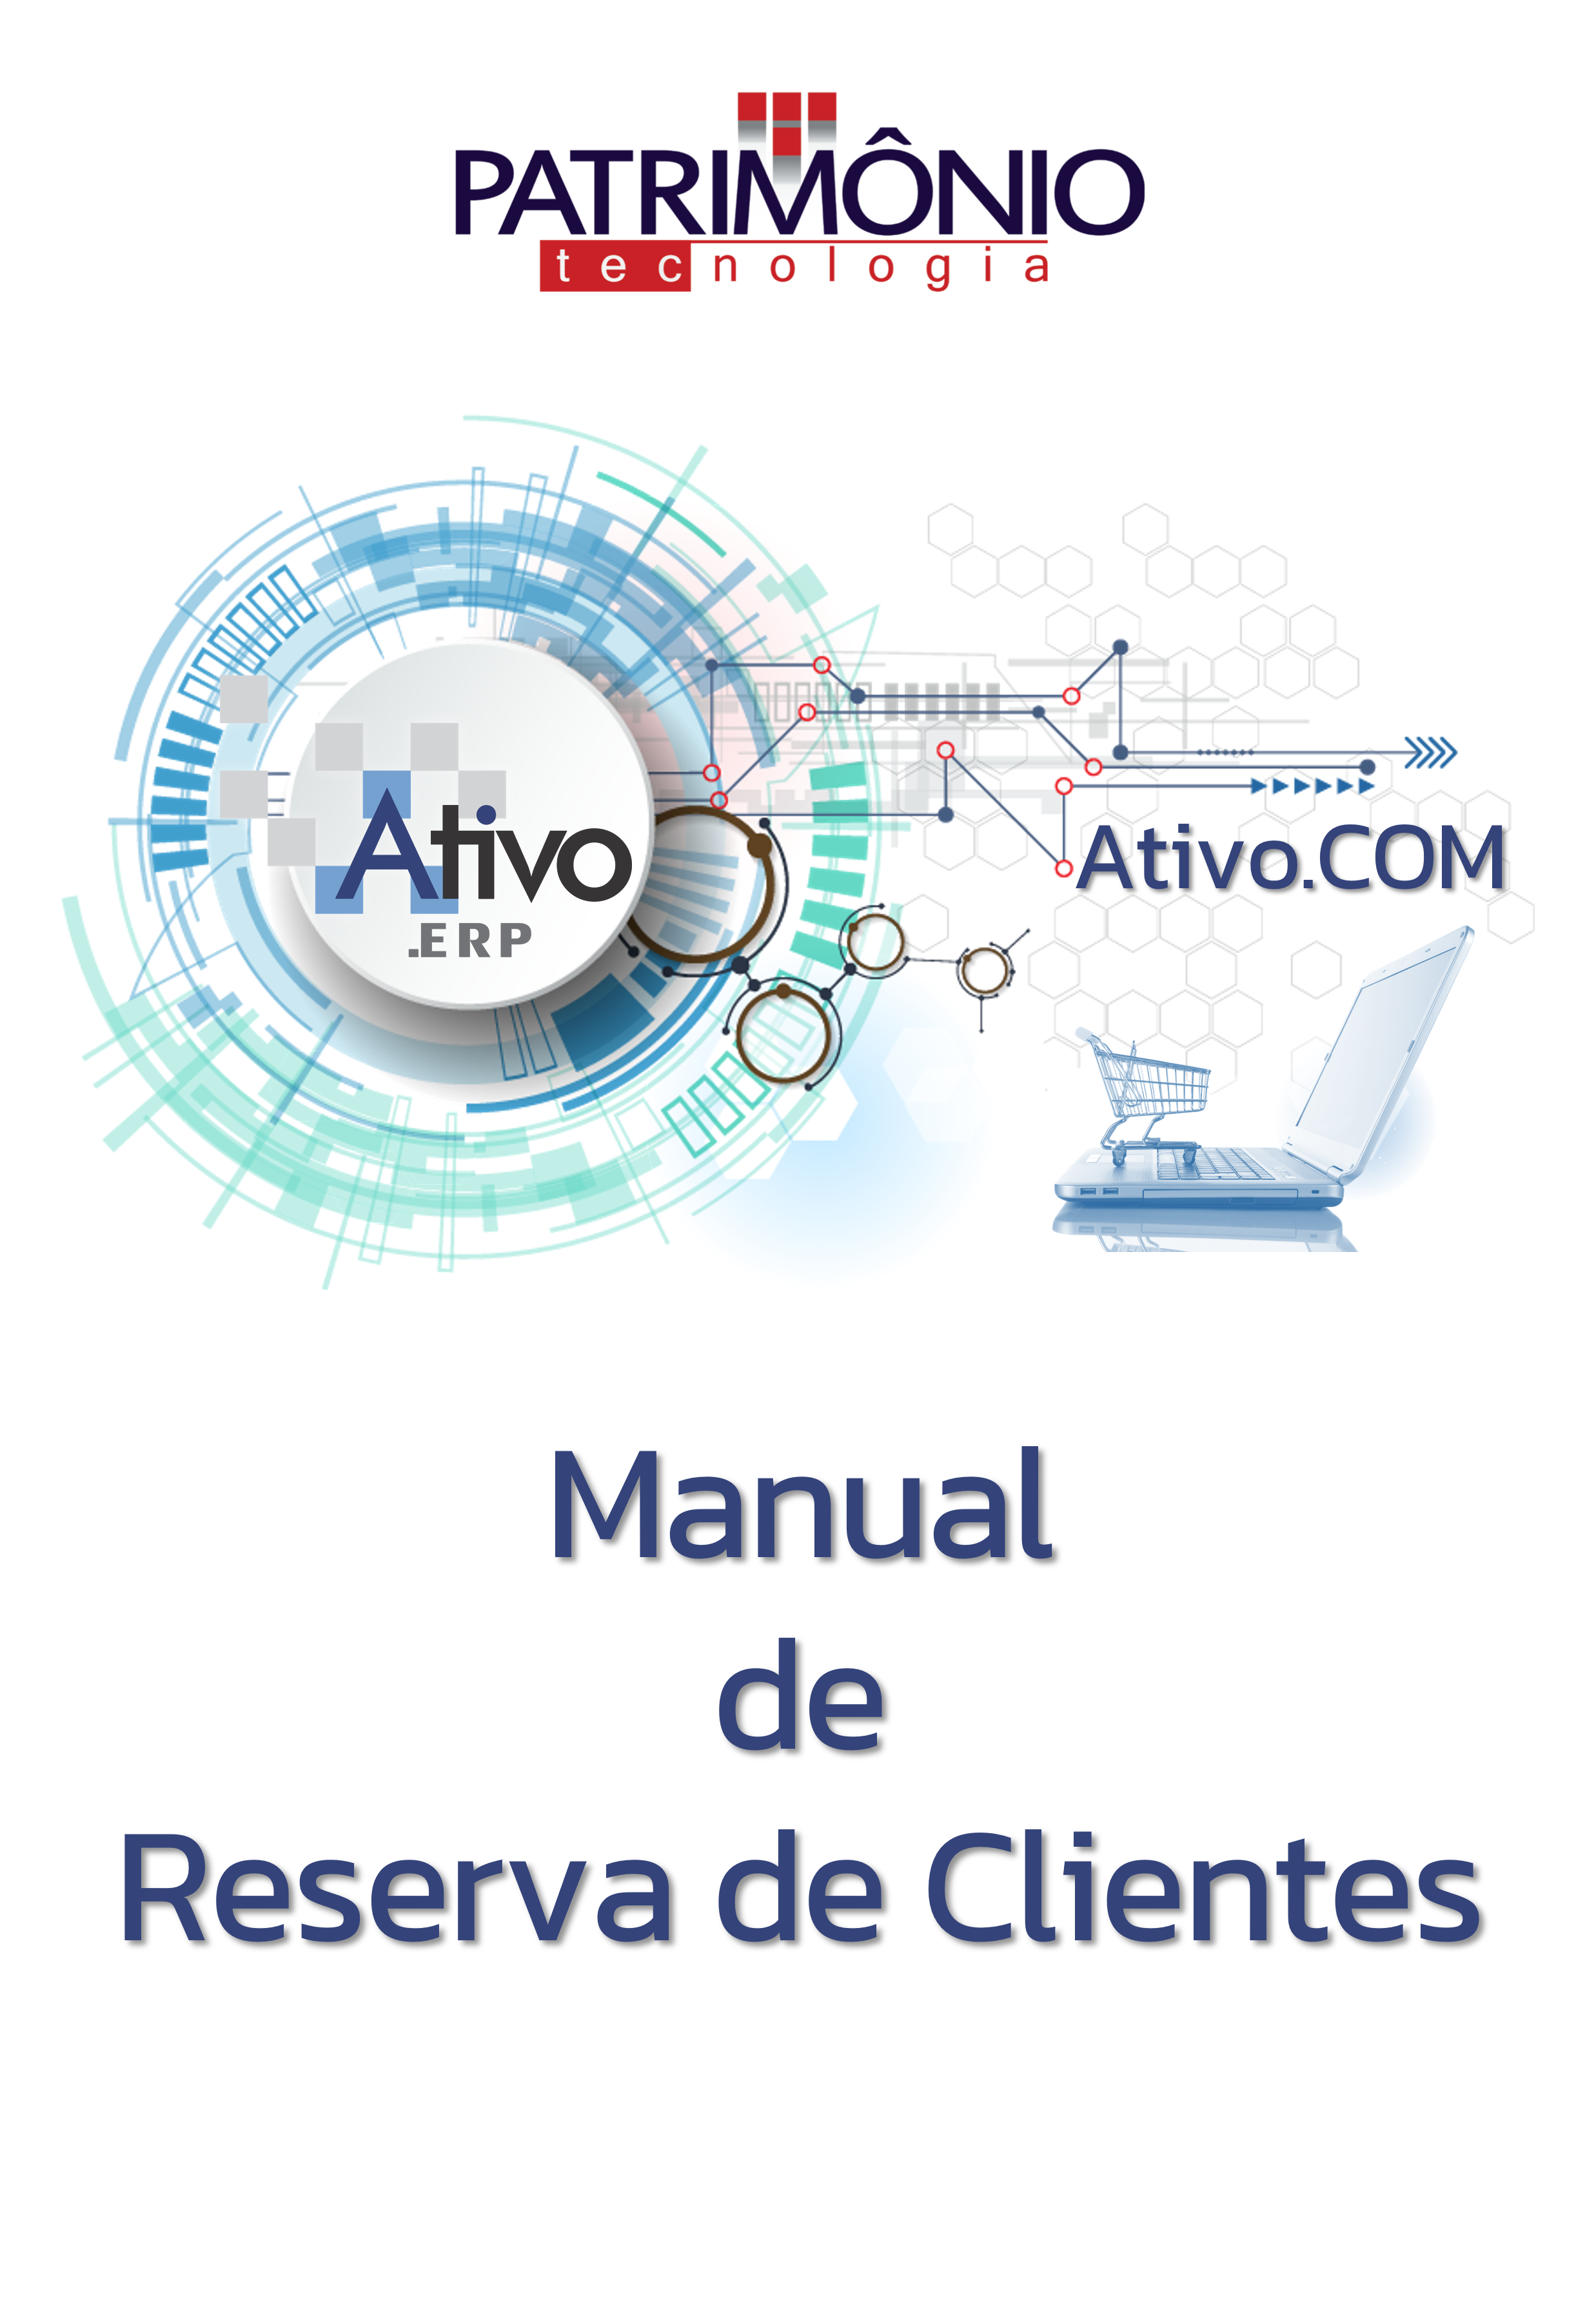 PATRIMÔNIO
tecnologia
Ativo
.ERP
Ativo.COM
Manual
de
Reserva de Clientes